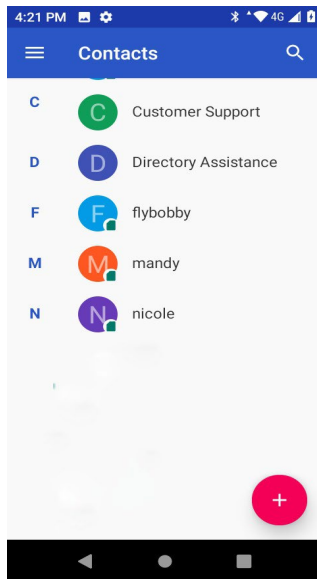 4:21 PM 4G
Contacts
C C Customer Support
D D Directory Assistance
F F flybobby
M M mandy
N N nicole